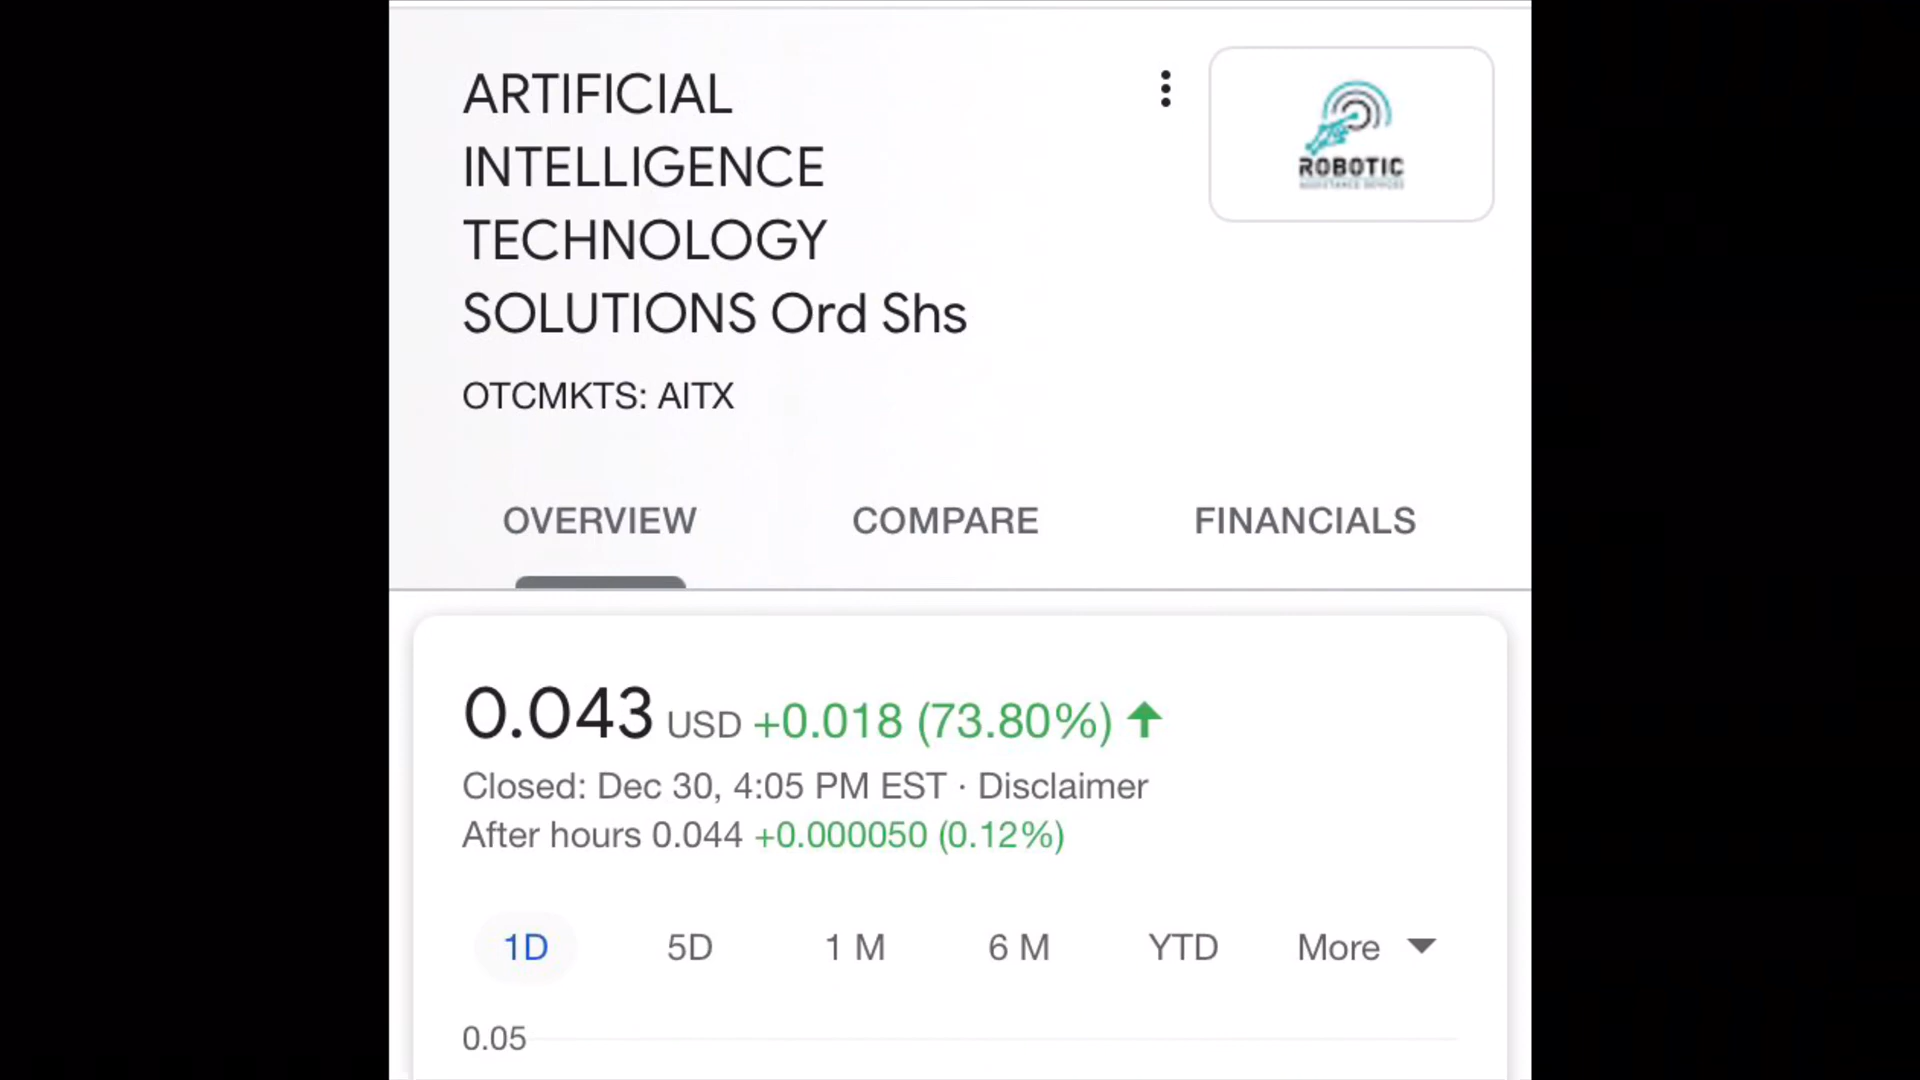 ARTIFICIAL
INTELLIGENCE
TECHNOLOGY
SOLUTIONS Ord Shs
OTCMKTS: AITX
ROBOTIC
ASSISTANCE DEVICES
OVERVIEW
COMPARE
FINANCIALS
0.043 USD +0.018 (73.80%)
Closed: Dec 30, 4:05 PM EST · Disclaimer
After hours 0.044 +0.000050 (0.12%)
1D
5D
1 M
6 M
YTD
More
0.05